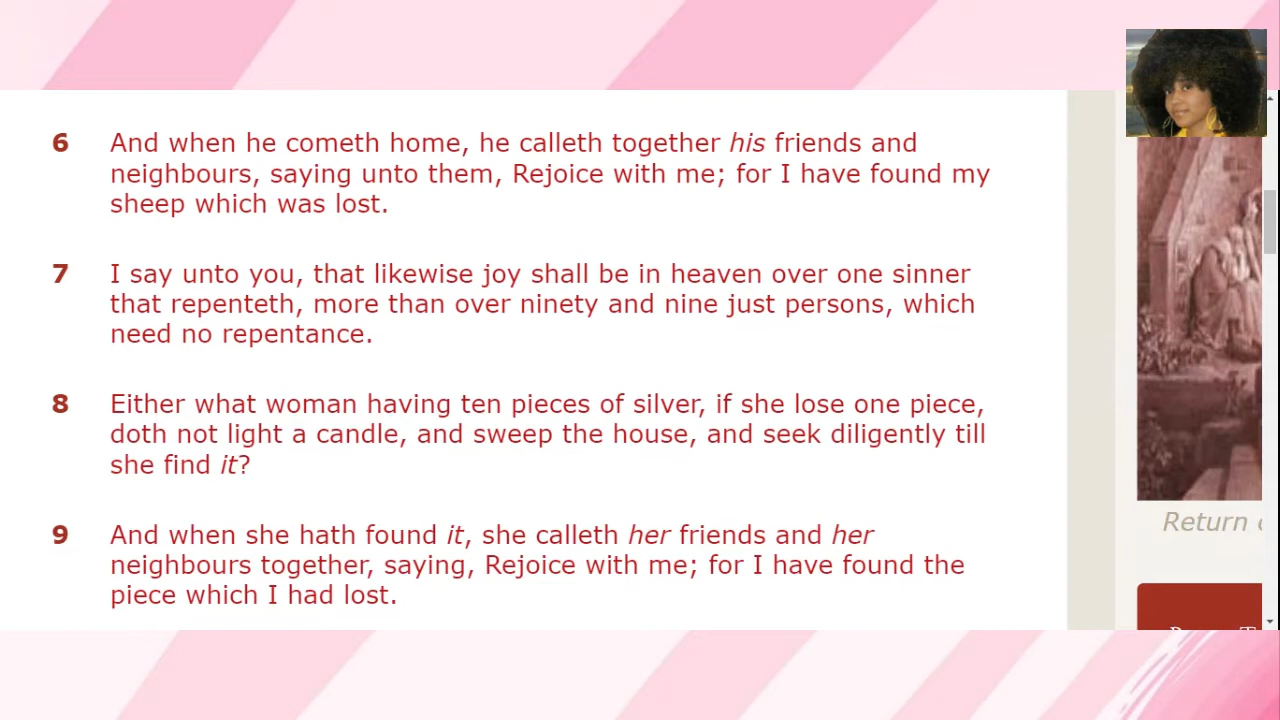 6 And when he cometh home, he calleth together his friends and
neighbours, saying unto them, Rejoice with me; for I have found my
sheep which was lost.
7 I say unto you, that likewise joy shall be in heaven over one sinner
that repenteth, more than over ninety and nine just persons, which
need no repentance.
8 Either what woman having ten pieces of silver, if she lose one piece,
doth not light a candle, and sweep the house, and seek diligently till
she find it?
9 And when she hath found it, she calleth her friends and her
neighbours together, saying, Rejoice with me; for I have found the
piece which I had lost.
Return